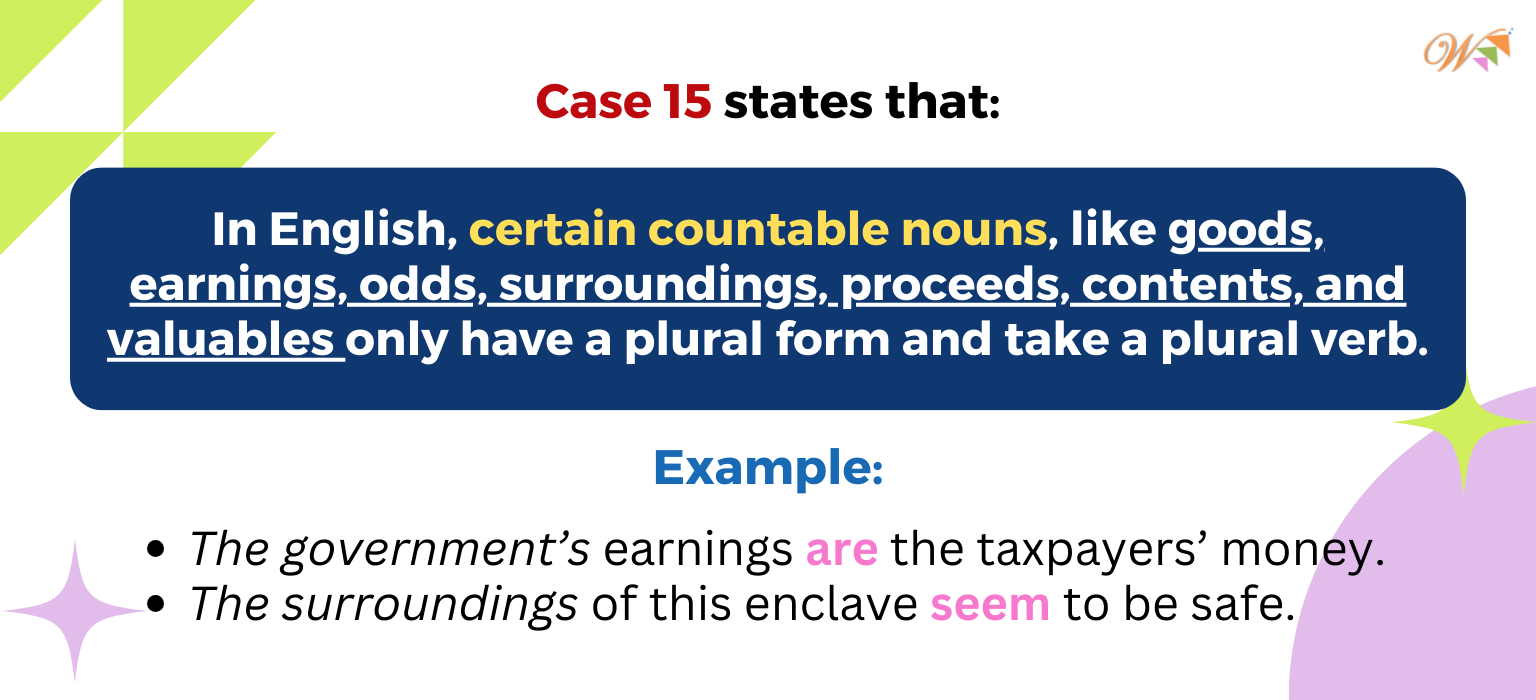 W
Case 15 states that:
In English, certain countable nouns, like goods,
earnings, odds, surroundings, proceeds, contents, and
valuables only have a plural form and take a plural verb.
Example:
• The government’s earnings are the taxpayers’ money.
• The surroundings of this enclave seem to be safe.